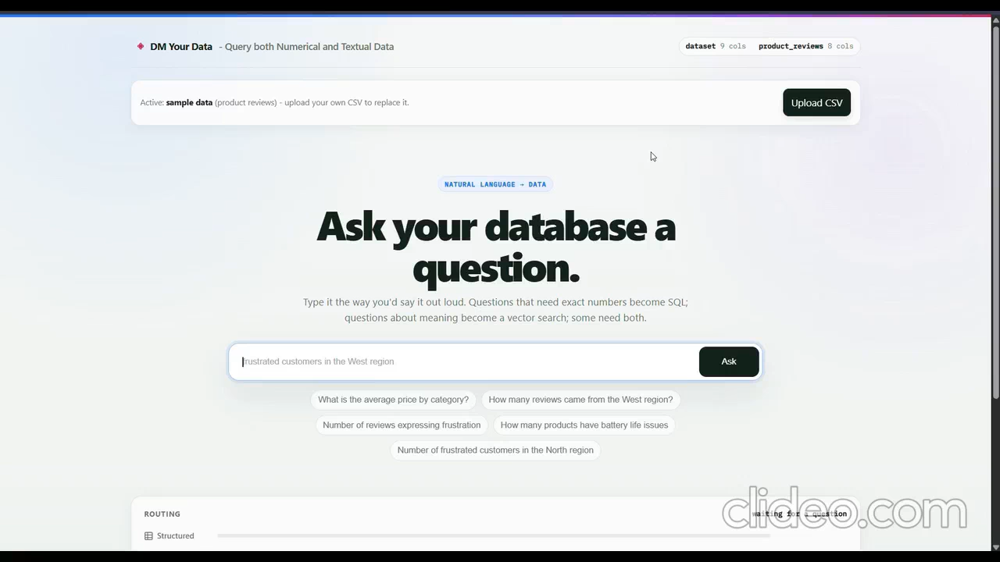 DM Your Data - Query both Numerical and Textual Data
dataset 9 cols product_reviews 8 cols
Active: sample data (product reviews) - upload your own CSV to replace it.
Upload CSV
NATURAL LANGUAGE → DATA
Ask your database a
question.
Type it the way you'd say it out loud. Questions that need exact numbers become SQL;
questions about meaning become a vector search; some need both.
frustrated customers in the West region
Ask
What is the average price by category?
How many reviews came from the West region?
Number of reviews expressing frustration
How many products have battery life issues
Number of frustrated customers in the North region
ROUTING
waiting for a question
Structured
clideo.com